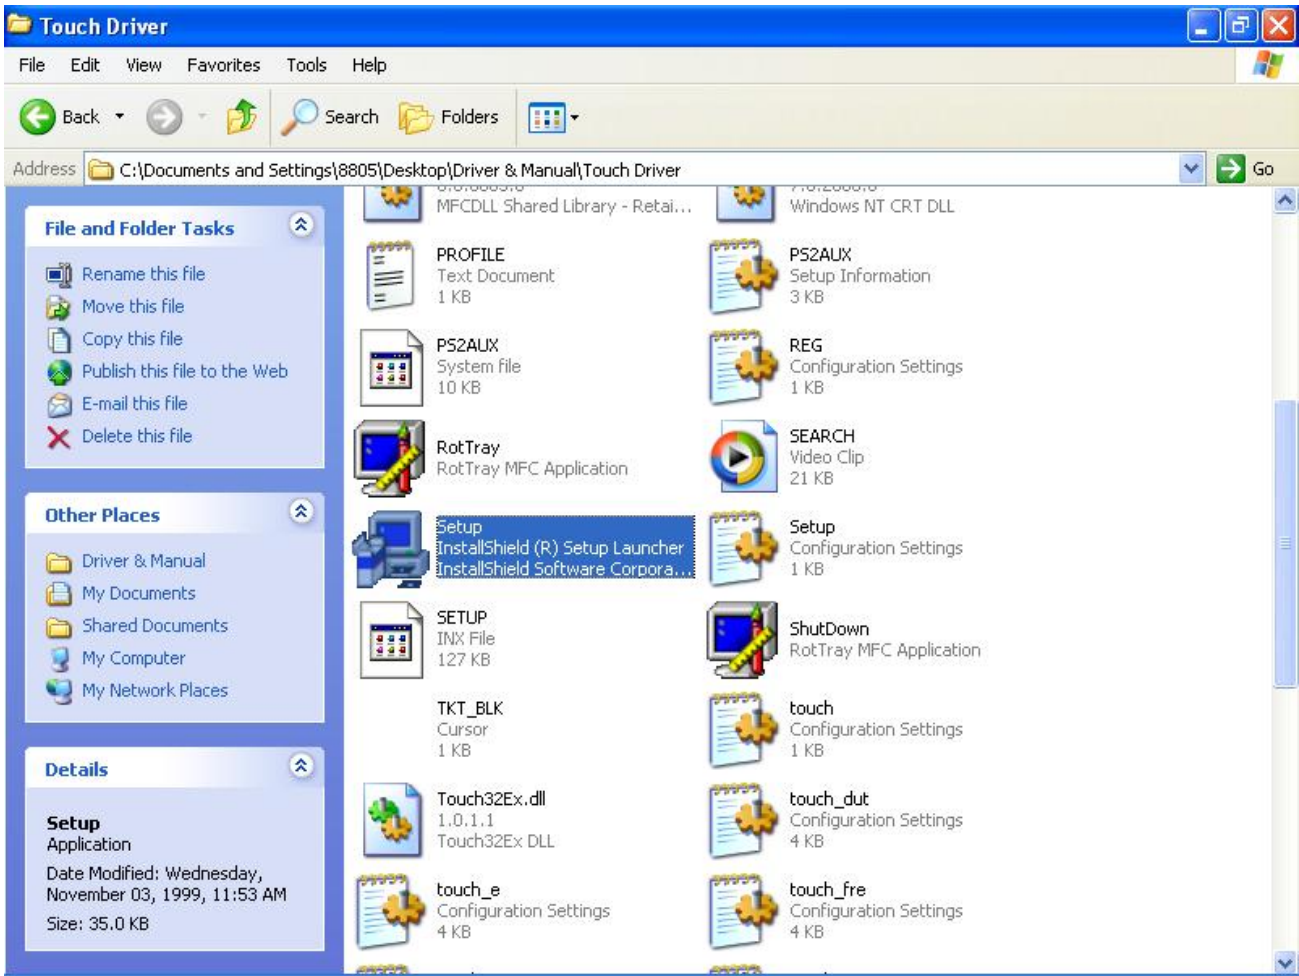 Touch Driver
File Edit View Favorites Tools Help
Back Search Folders
Address C:\Documents and Settings\8805\Desktop\Driver & Manual\Touch Driver Go
File and Folder Tasks
Rename this file
Move this file
Copy this file
Publish this file to the Web
E-mail this file
Delete this file
Other Places
Driver & Manual
My Documents
Shared Documents
My Computer
My Network Places
Details
Setup
Application
Date Modified: Wednesday,
November 03, 1999, 11:53 AM
Size: 35.0 KB
MFCDLL Shared Library - Retai...
Windows NT CRT DLL
PROFILE
Text Document
1 KB
PS2AUX
Setup Information
3 KB
PS2AUX
System file
10 KB
REG
Configuration Settings
1 KB
RotTray
RotTray MFC Application
SEARCH
Video Clip
21 KB
Setup
InstallShield (R) Setup Launcher
InstallShield Software Corpora...
Setup
Configuration Settings
1 KB
SETUP
INX File
127 KB
ShutDown
RotTray MFC Application
TKT_BLK
Cursor
1 KB
touch
Configuration Settings
1 KB
Touch32Ex.dll
1.0.1.1
Touch32Ex DLL
touch_dut
Configuration Settings
4 KB
touch_e
Configuration Settings
4 KB
touch_fre
Configuration Settings
4 KB